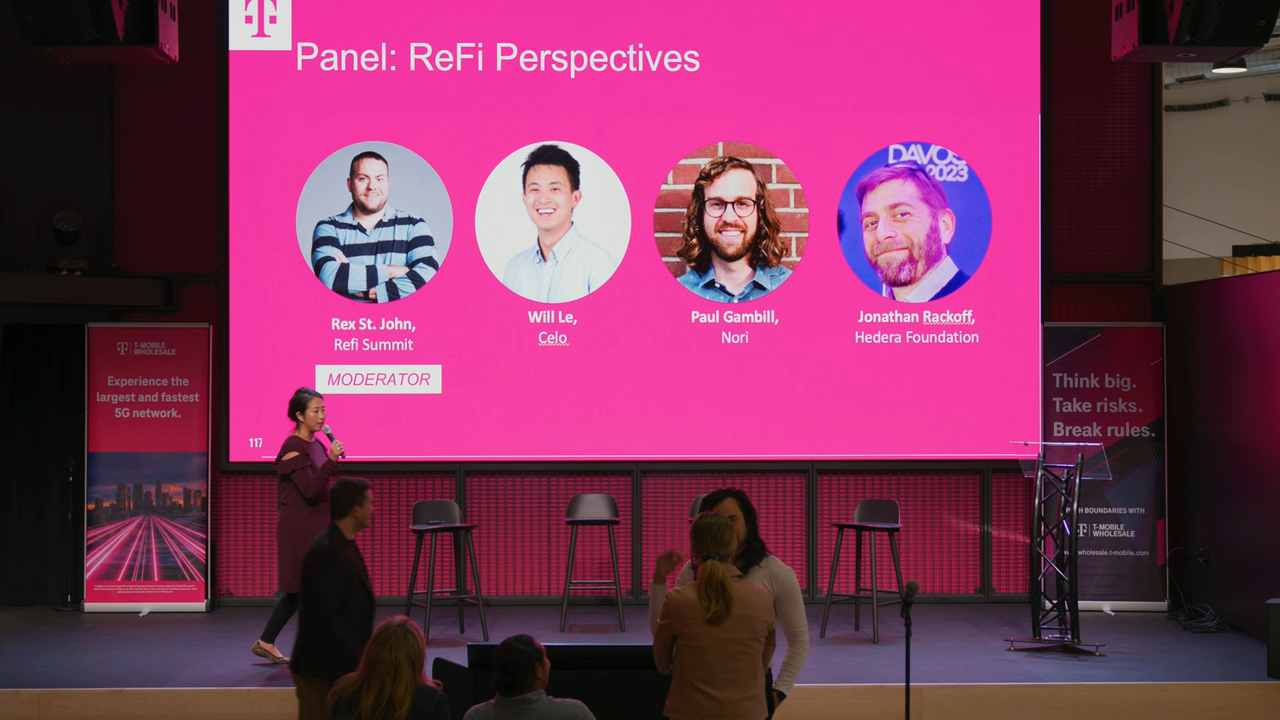 Panel: ReFi Perspectives
DAVOS
2023
Rex St. John,
Refi Summit
MODERATOR
Will Le,
Celo
Paul Gambill,
Nori
Jonathan Rackoff,
Hedera Foundation
117
T-MOBILE
WHOLESALE
Experience the
largest and fastest
5G network.
Think big.
Take risks.
Break rules.
BOUNDARIES WITH
T-MOBILE
WHOLESALE
wholesale.t-mobile.com